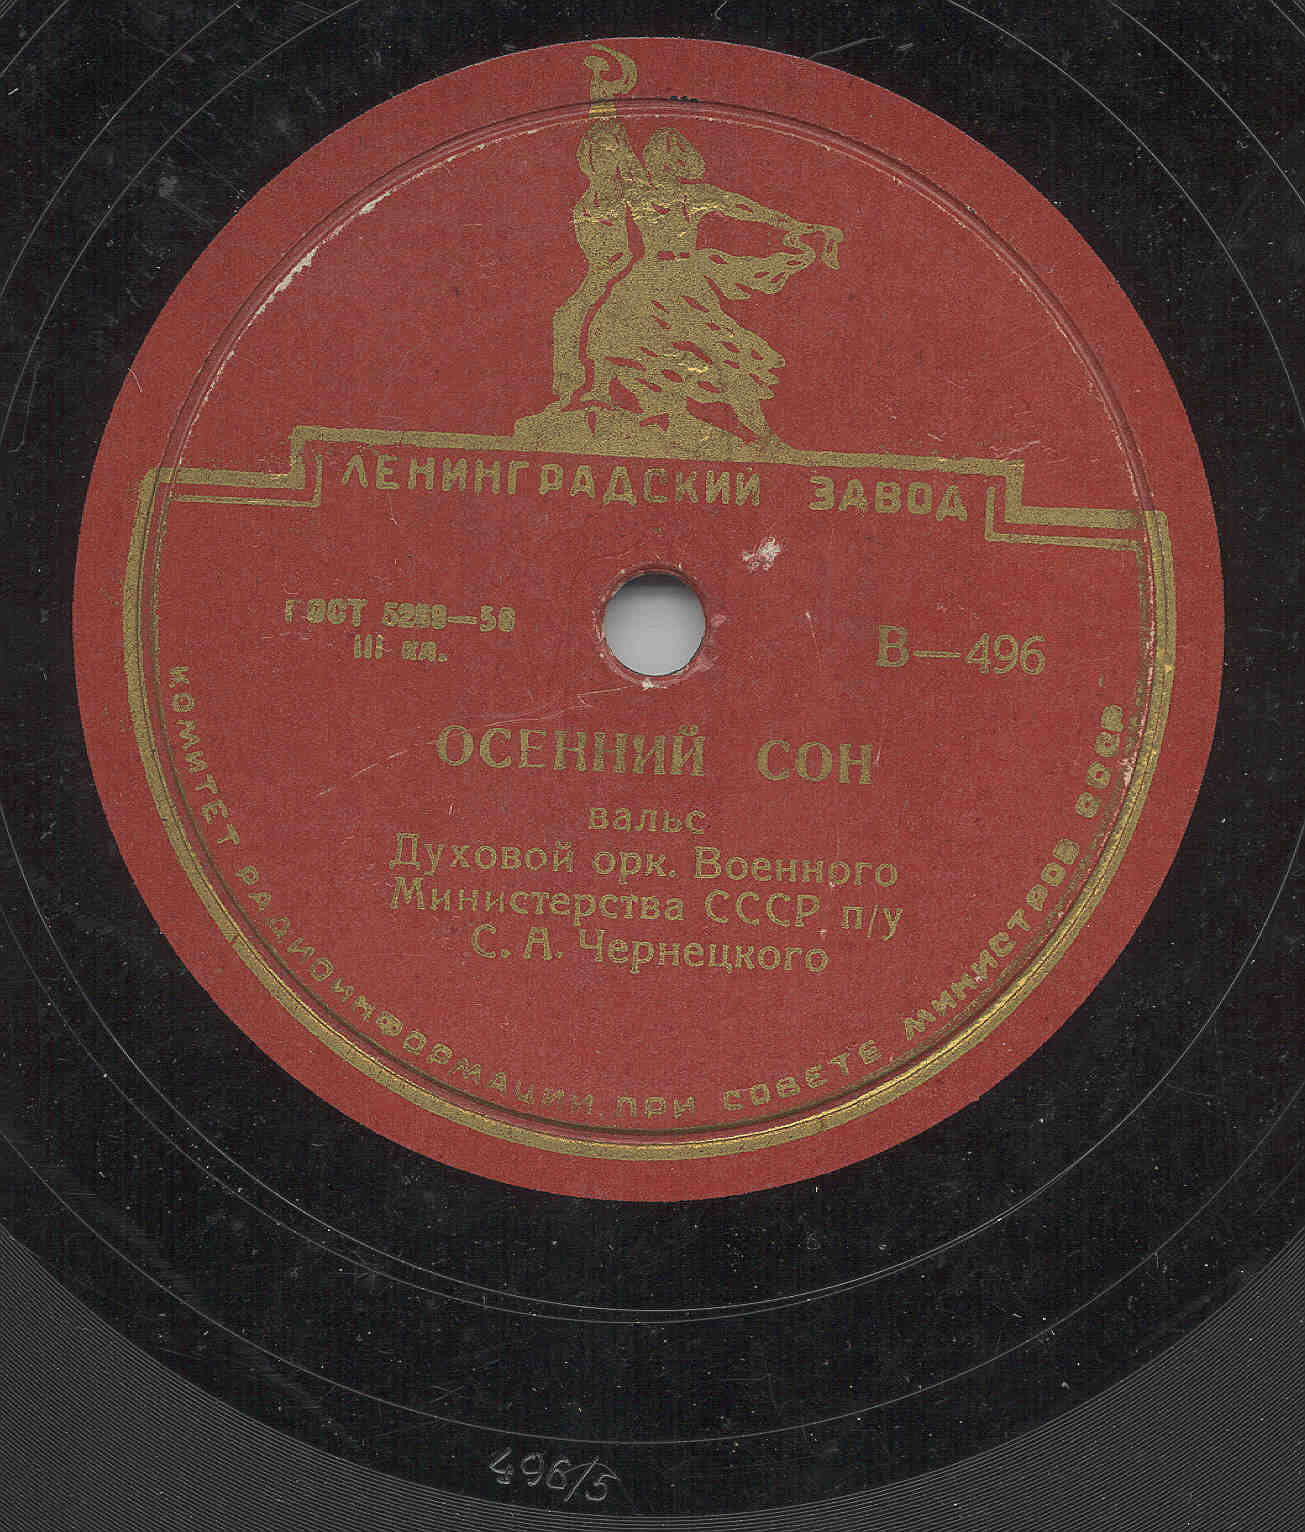 ЛЕНИНГРАДСКИЙ ЗАВОД
ГОСТ 5289—50
III кл.
В—496
ОСЕННИЙ СОН
вальс
Духовой орк. Военного
Министерства СССР п/у
С. А. Чернецкого
КОМИТЕТ РАДИОИНФОРМАЦИИ ПРИ СОВЕТЕ МИНИСТРОВ СССР
496/5